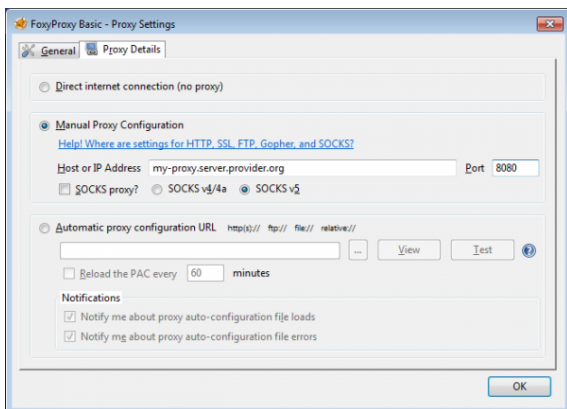 FoxyProxy Basic - Proxy Settings
General Proxy Details
Direct internet connection (no proxy)
Manual Proxy Configuration
Help! Where are settings for HTTP, SSL, FTP, Gopher, and SOCKS?
Host or IP Address my-proxy.server.provider.org Port 8080
SOCKS proxy? SOCKS v4/4a SOCKS v5
Automatic proxy configuration URL http(s):// ftp:// file:// relative://
... View Test ?
Reload the PAC every 60 minutes
Notifications
Notify me about proxy auto-configuration file loads
Notify me about proxy auto-configuration file errors
OK